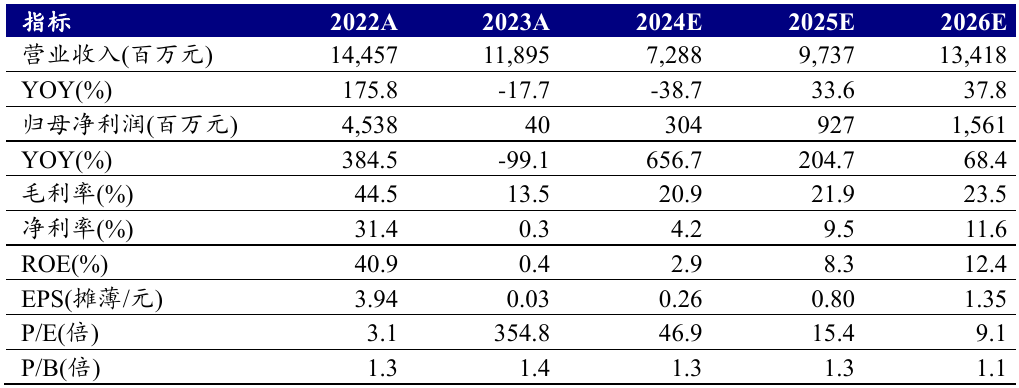 指标 2022A 2023A 2024E 2025E 2026E
营业收入(百万元) 14,457 11,895 7,288 9,737 13,418
YOY(%) 175.8 -17.7 -38.7 33.6 37.8
归母净利润(百万元) 4,538 40 304 927 1,561
YOY(%) 384.5 -99.1 656.7 204.7 68.4
毛利率(%) 44.5 13.5 20.9 21.9 23.5
净利率(%) 31.4 0.3 4.2 9.5 11.6
ROE(%) 40.9 0.4 2.9 8.3 12.4
EPS(摊薄/元) 3.94 0.03 0.26 0.80 1.35
P/E(倍) 3.1 354.8 46.9 15.4 9.1
P/B(倍) 1.3 1.4 1.3 1.3 1.1